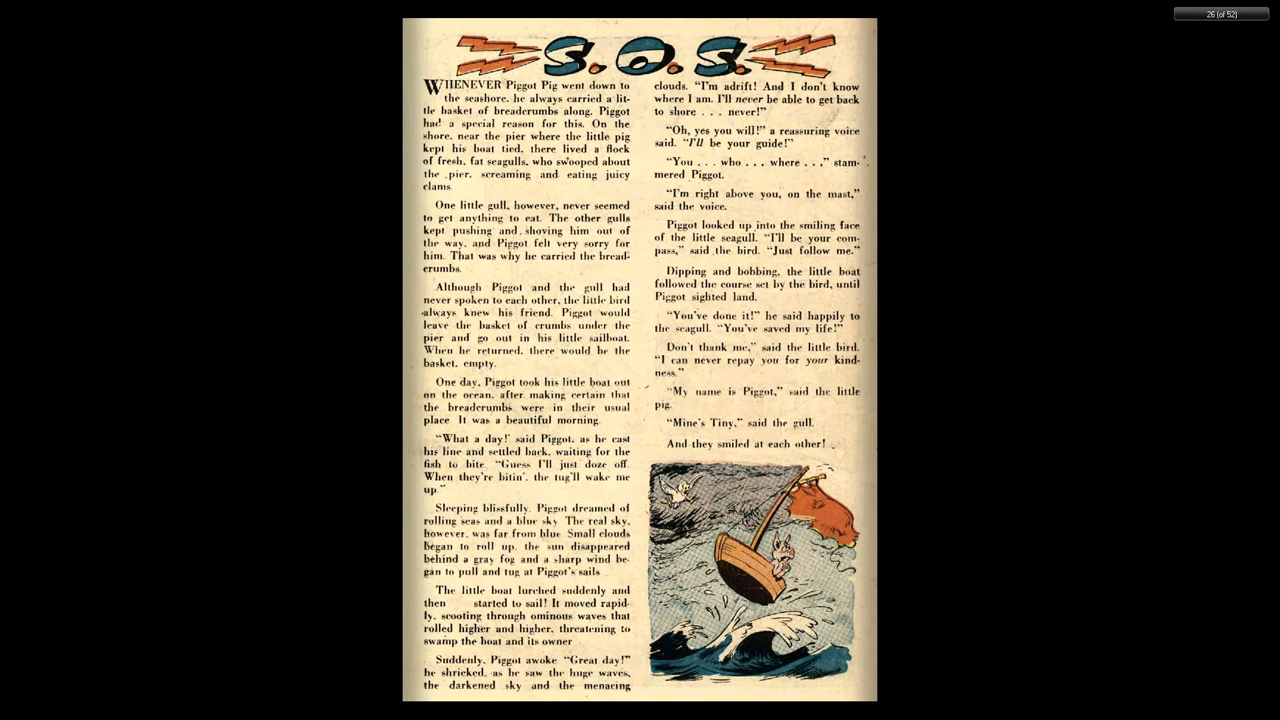 26 (of 52)
S.O.S.
WHENEVER Piggot Pig went down to
the seashore, he always carried a lit-
tle basket of breadcrumbs along. Piggot
had a special reason for this. On the
shore, near the pier where the little pig
kept his boat tied, there lived a flock
of fresh, fat seagulls, who swooped about
the pier, screaming and eating juicy
clams.
One little gull, however, never seemed
to get anything to eat. The other gulls
kept pushing and shoving him out of
the way, and Piggot felt very sorry for
him. That was why he carried the bread-
crumbs.
Although Piggot and the gull had
never spoken to each other, the little bird
always knew his friend. Piggot would
leave the basket of crumbs under the
pier and go out in his little sailboat.
When he returned, there would be the
basket, empty.
One day, Piggot took his little boat out
on the ocean, after making certain that
the breadcrumbs were in their usual
place. It was a beautiful morning.
"What a day!' said Piggot, as he cast
his line and settled back, waiting for the
fish to bite. "Guess I'll just doze off.
When they're bitin', the tug'll wake me
up."
Sleeping blissfully, Piggot dreamed of
rolling seas and a blue sky. The real sky,
however, was far from blue. Small clouds
began to roll up, the sun disappeared
behind a gray fog and a sharp wind be-
gan to pull and tug at Piggot's sails.
The little boat lurched suddenly and
then started to sail! It moved rapid-
ly, scooting through ominous waves that
rolled higher and higher, threatening to
swamp the boat and its owner.
Suddenly, Piggot awoke. "Great day!"
he shricked, as he saw the huge waves,
the darkened sky and the menacing
clouds. "I'm adrift! And I don't know
where I am. I'll never be able to get back
to shore . . . never!"
"Oh, yes you will!" a reassuring voice
said. "I'll be your guide!"
"You . . . who . . . where . . ," stam-
mered Piggot.
"I'm right above you, on the mast,"
said the voice.
Piggot looked up into the smiling face
of the little seagull. "I'll be your com-
pass," said the bird. "Just follow me."
Dipping and bobbing, the little boat
followed the course set by the bird, until
Piggot sighted land.
"You've done it!" he said happily to
the seagull. "You've saved my life!"
Don't thank me," said the little bird.
"I can never repay you for your kind-
ness."
"My name is Piggot," said the little
pig.
"Mine's Tiny," said the gull.
And they smiled at each other!